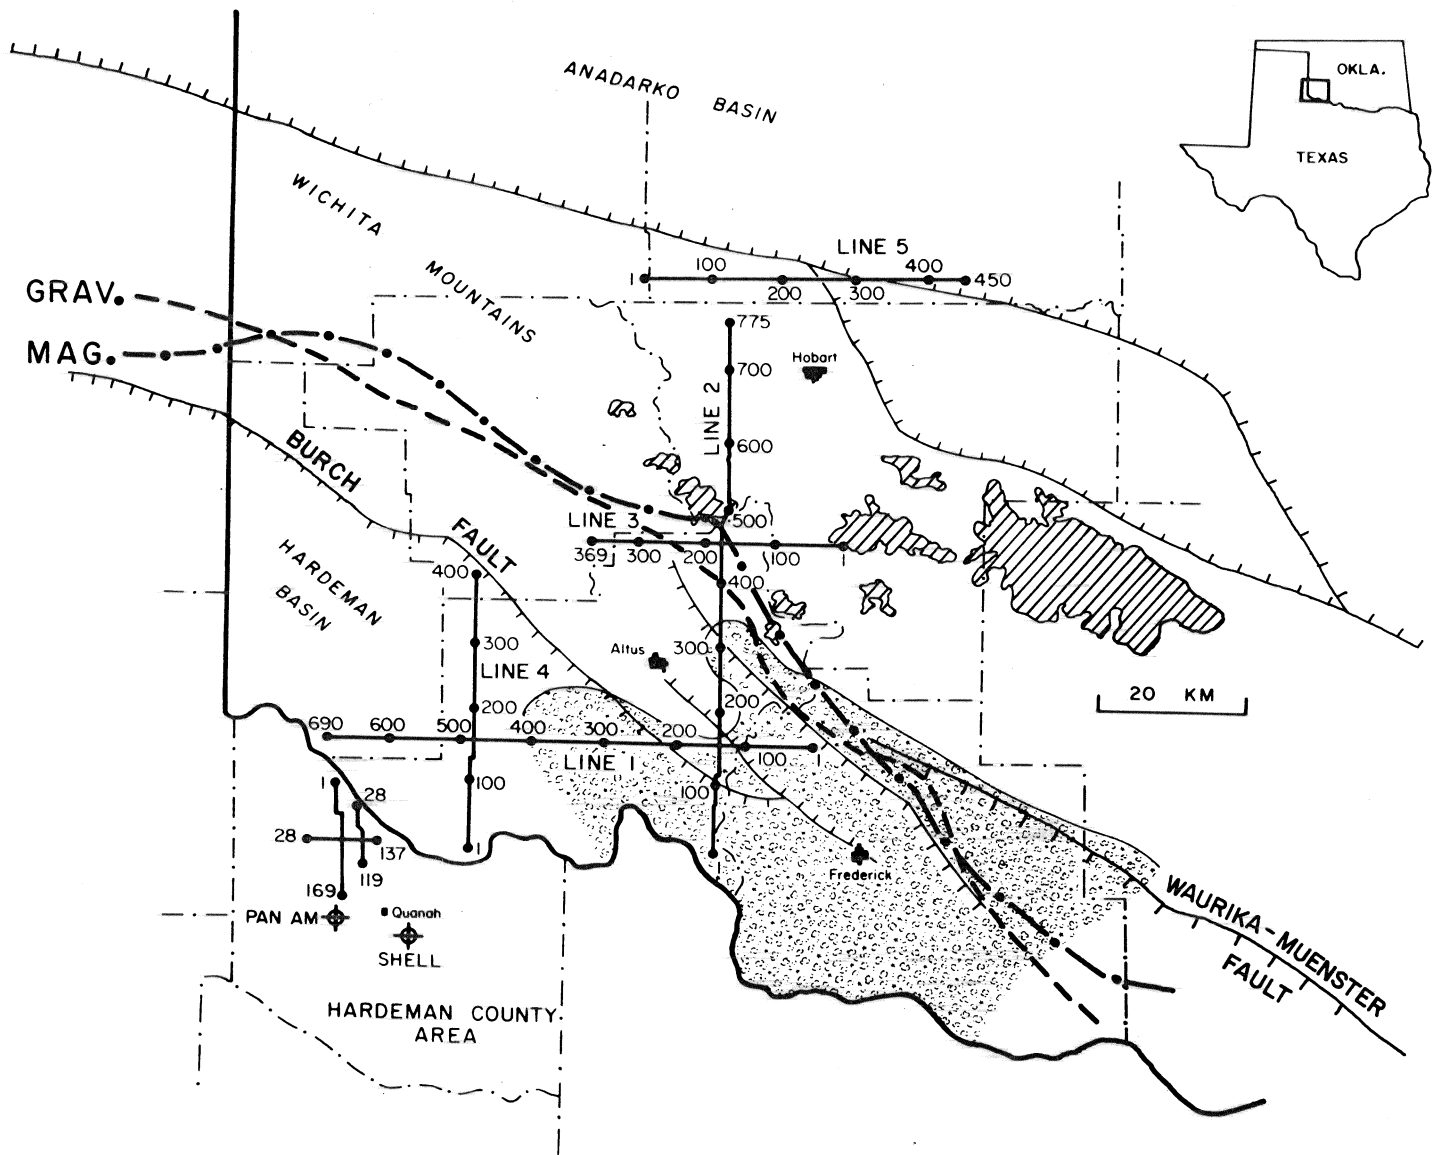 ANADARKO BASIN
OKLA.
TEXAS
WICHITA
MOUNTAINS
LINE 5
1 100 200 300 400 450
GRAV.
MAG.
775
700
Hobart
LINE 2
600
500
BURCH
FAULT
LINE 3
369 300 200 100
400
HARDEMAN
BASIN
400
300
LINE 4
200
100
1
Altus
300
200
100
20 KM
690 600 500 400 300 200 100 1
LINE 1
1
28
28
137
119
169
PAN AM
Quanah
SHELL
Frederick
WAURIKA-MUENSTER
FAULT
HARDEMAN COUNTY
AREA